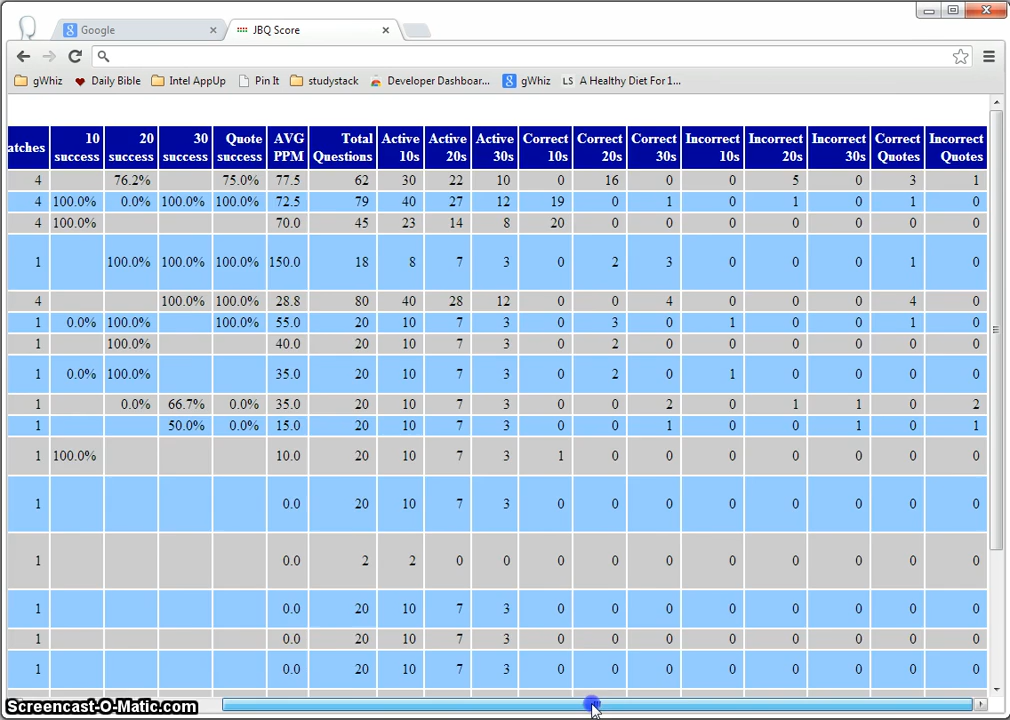 Google
JBQ Score
gWhiz Daily Bible Intel AppUp Pin It studystack Developer Dashboar... gWhiz LS A Healthy Diet For 1...
atches 10 success 20 success 30 success Quote success AVG PPM Total Questions Active 10s Active 20s Active 30s Correct 10s Correct 20s Correct 30s Incorrect 10s Incorrect 20s Incorrect 30s Correct Quotes Incorrect Quotes
4 76.2% 75.0% 77.5 62 30 22 10 0 16 0 0 5 0 3 1
4 100.0% 0.0% 100.0% 100.0% 72.5 79 40 27 12 19 0 1 0 1 0 1 0
4 100.0% 70.0 45 23 14 8 20 0 0 0 0 0 0 0
1 100.0% 100.0% 100.0% 150.0 18 8 7 3 0 2 3 0 0 0 1 0
4 100.0% 100.0% 28.8 80 40 28 12 0 0 4 0 0 0 4 0
1 0.0% 100.0% 100.0% 55.0 20 10 7 3 0 3 0 1 0 0 1 0
1 100.0% 40.0 20 10 7 3 0 2 0 0 0 0 0 0
1 0.0% 100.0% 35.0 20 10 7 3 0 2 0 1 0 0 0 0
1 0.0% 66.7% 0.0% 35.0 20 10 7 3 0 0 2 0 1 1 0 2
1 50.0% 0.0% 15.0 20 10 7 3 0 0 1 0 0 1 0 1
1 100.0% 10.0 20 10 7 3 1 0 0 0 0 0 0 0
1 0.0 20 10 7 3 0 0 0 0 0 0 0 0
1 0.0 2 2 0 0 0 0 0 0 0 0 0 0
1 0.0 20 10 7 3 0 0 0 0 0 0 0 0
1 0.0 20 10 7 3 0 0 0 0 0 0 0 0
1 0.0 20 10 7 3 0 0 0 0 0 0 0 0
Screencast-O-Matic.com